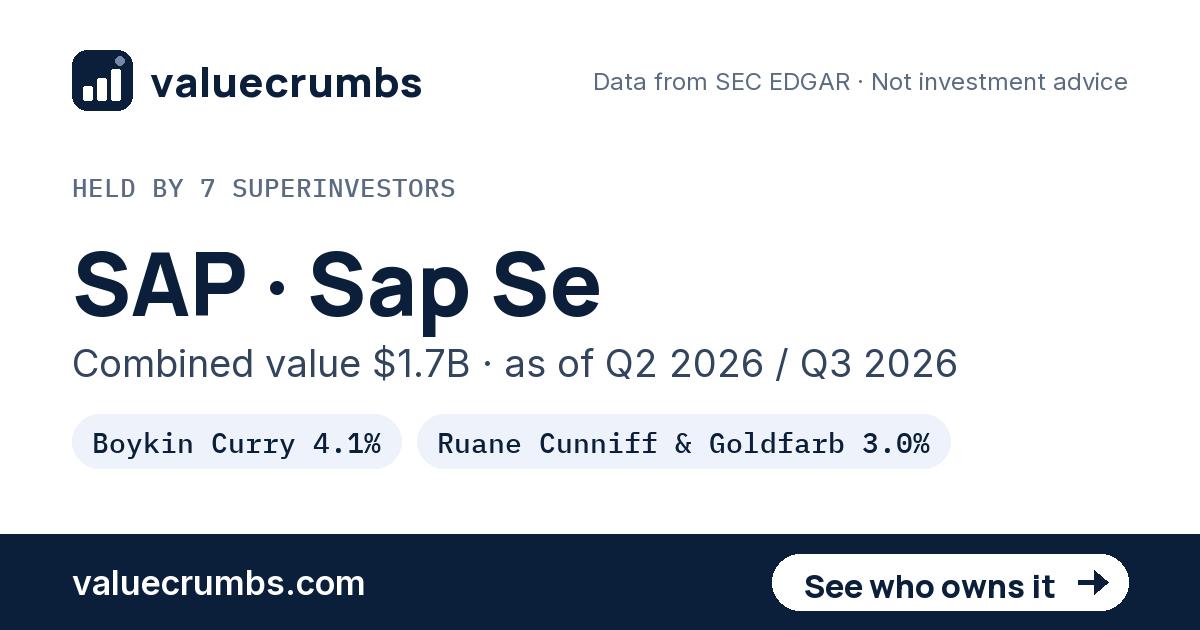 valuecrumbs
Data from SEC EDGAR · Not investment advice
HELD BY 7 SUPERINVESTORS
SAP · Sap Se
Combined value $1.7B · as of Q2 2026 / Q3 2026
Boykin Curry 4.1%
Ruane Cunniff & Goldfarb 3.0%
valuecrumbs.com
See who owns it →